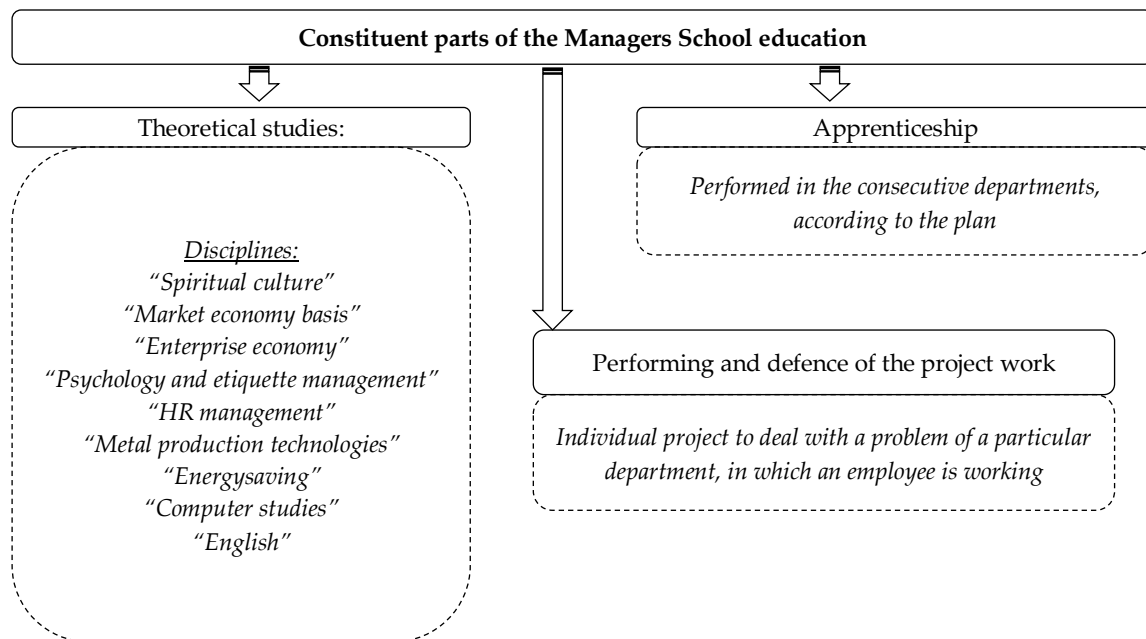 Constituent parts of the Managers School education
Theoretical studies:
Disciplines:
“Spiritual culture”
“Market economy basis”
“Enterprise economy”
“Psychology and etiquette management”
“HR management”
“Metal production technologies”
“Energysaving”
“Computer studies”
“English”
Apprenticeship
Performed in the consecutive departments,
according to the plan
Performing and defence of the project work
Individual project to deal with a problem of a particular
department, in which an employee is working